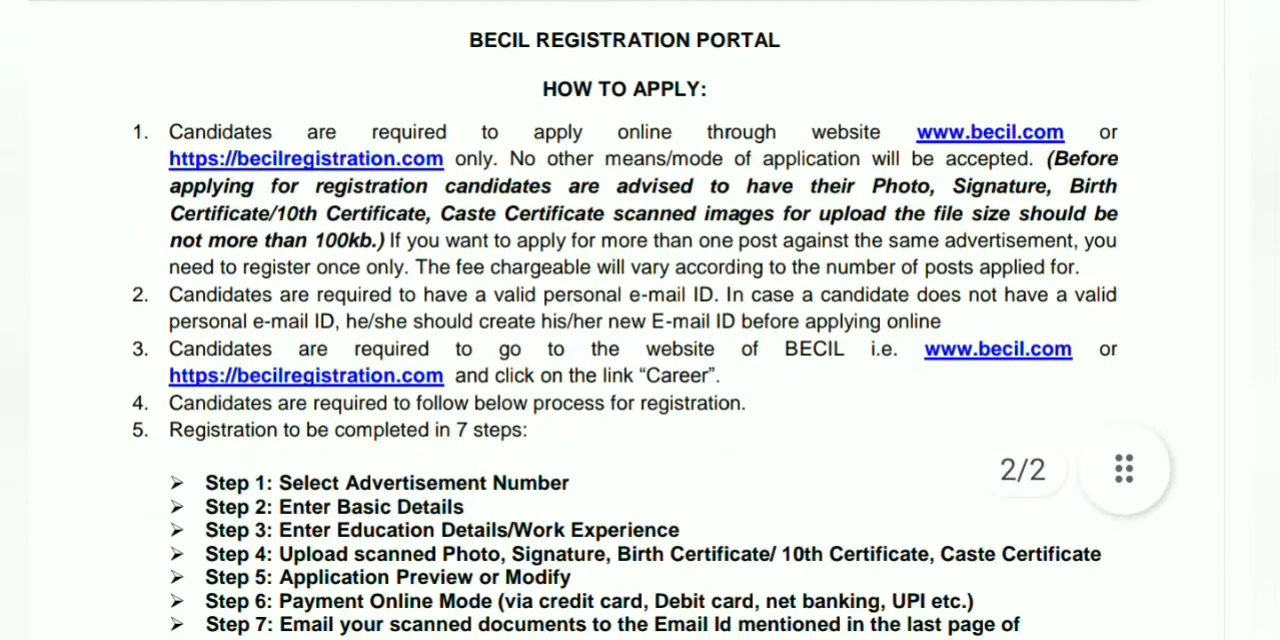 BECIL REGISTRATION PORTAL
HOW TO APPLY:
1. Candidates are required to apply online through website www.becil.com or
https://becilregistration.com only. No other means/mode of application will be accepted. (Before
applying for registration candidates are advised to have their Photo, Signature, Birth
Certificate/10th Certificate, Caste Certificate scanned images for upload the file size should be
not more than 100kb.) If you want to apply for more than one post against the same advertisement, you
need to register once only. The fee chargeable will vary according to the number of posts applied for.
2. Candidates are required to have a valid personal e-mail ID. In case a candidate does not have a valid
personal e-mail ID, he/she should create his/her new E-mail ID before applying online
3. Candidates are required to go to the website of BECIL i.e. www.becil.com or
https://becilregistration.com and click on the link “Career”.
4. Candidates are required to follow below process for registration.
5. Registration to be completed in 7 steps:
2/2
➢ Step 1: Select Advertisement Number
➢ Step 2: Enter Basic Details
➢ Step 3: Enter Education Details/Work Experience
➢ Step 4: Upload scanned Photo, Signature, Birth Certificate/ 10th Certificate, Caste Certificate
➢ Step 5: Application Preview or Modify
➢ Step 6: Payment Online Mode (via credit card, Debit card, net banking, UPI etc.)
➢ Step 7: Email your scanned documents to the Email Id mentioned in the last page of